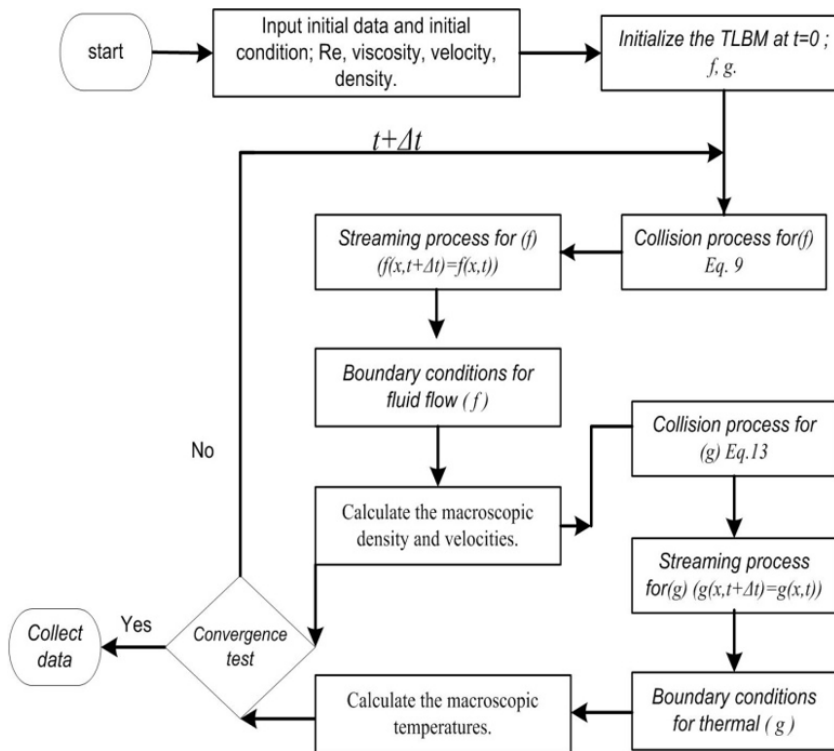 start
Input initial data and initial
condition; Re, viscosity, velocity,
density.
Initialize the TLBM at t=0 ;
f, g.
t+Δt
Collision process for(f)
Eq. 9
Streaming process for (f)
(f(x,t+Δt)=f(x,t))
Boundary conditions for
fluid flow ( f )
Calculate the macroscopic
density and velocities.
Collision process for
(g) Eq.13
Streaming process
for(g) (g(x,t+Δt)=g(x,t))
Boundary conditions
for thermal ( g )
Calculate the macroscopic
temperatures.
Convergence
test
No
Yes
Collect
data